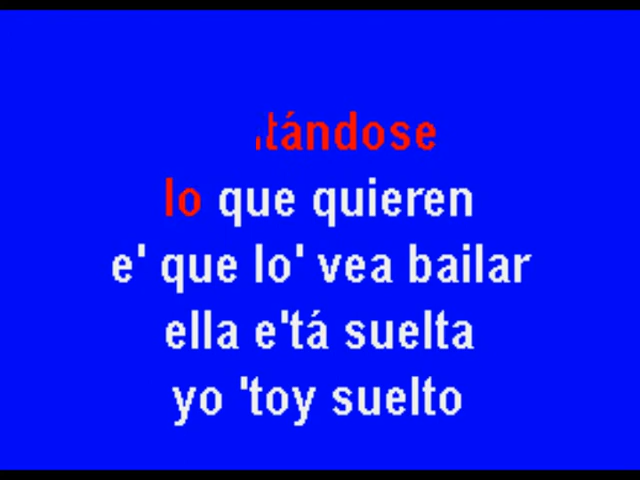 tándose
lo que quieren
e' que lo' vea bailar
ella e'tá suelta
yo 'toy suelto